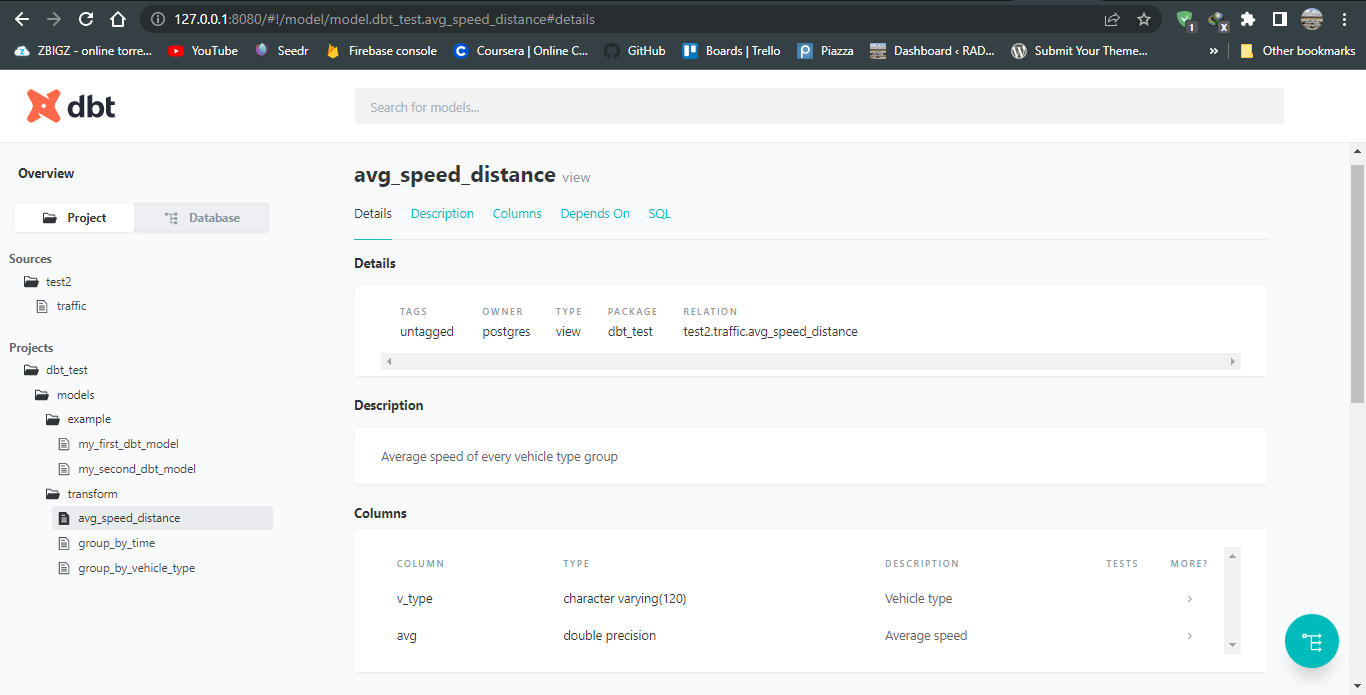 127.0.0.1:8080/#!/model/model.dbt_test.avg_speed_distance#details
1
x
ZBIGZ - online torre...
YouTube
Seedr
Firebase console
Coursera | Online C...
GitHub
Boards | Trello
Piazza
Dashboard ‹ RAD...
Submit Your Theme...
»
Other bookmarks
dbt
Search for models...
Overview
Project
Database
Sources
test2
traffic
Projects
dbt_test
models
example
my_first_dbt_model
my_second_dbt_model
transform
avg_speed_distance
group_by_time
group_by_vehicle_type
avg_speed_distance view
Details Description Columns Depends On SQL
Details
TAGS OWNER TYPE PACKAGE RELATION
untagged postgres view dbt_test test2.traffic.avg_speed_distance
Description
Average speed of every vehicle type group
Columns
COLUMN TYPE DESCRIPTION TESTS MORE?
v_type character varying(120) Vehicle type
avg double precision Average speed